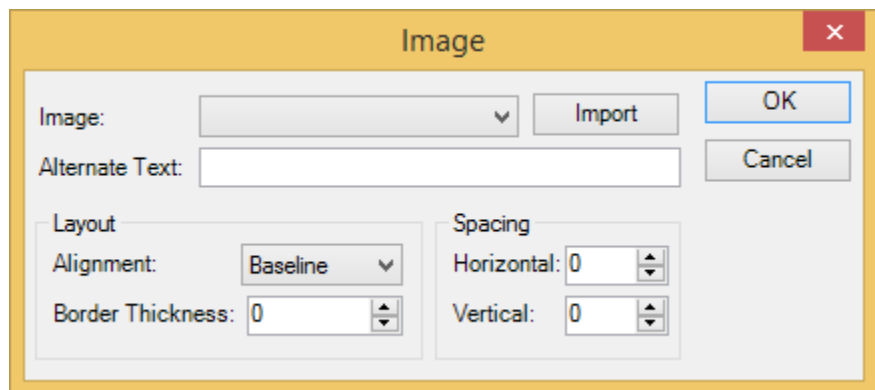 Image
Image: Import OK
Alternate Text: Cancel
Layout Spacing
Alignment: Baseline Horizontal: 0
Border Thickness: 0 Vertical: 0